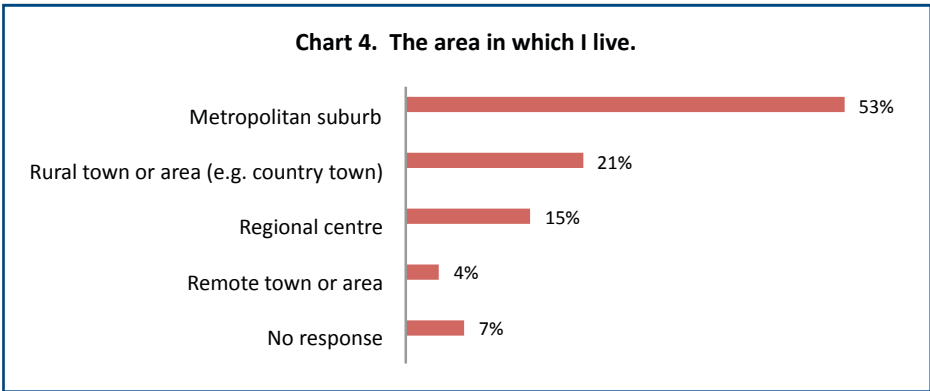 Chart 4. The area in which I live.
Metropolitan suburb 53%
Rural town or area (e.g. country town) 21%
Regional centre 15%
Remote town or area 4%
No response 7%